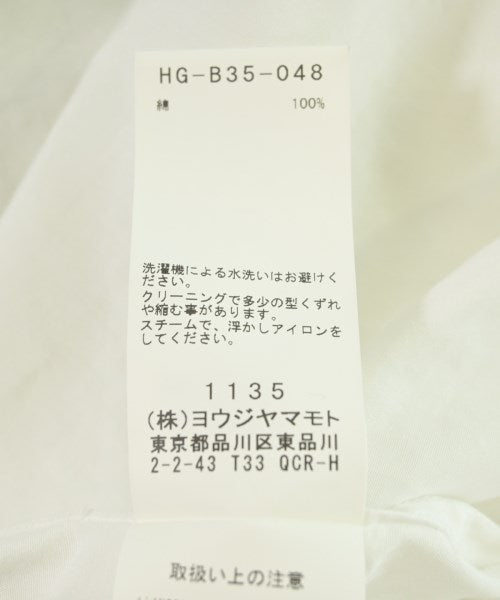 HG-B35-048
綿 100%
洗濯機による水洗いはお避けく
ださい。
クリーニングで多少の型くずれ
や縮む事があります。
スチームで、浮かしアイロンを
してください。
1135
(株)ヨウジヤマモト
東京都品川区東品川
2-2-43 T33 QCR-H
取扱い上の注意